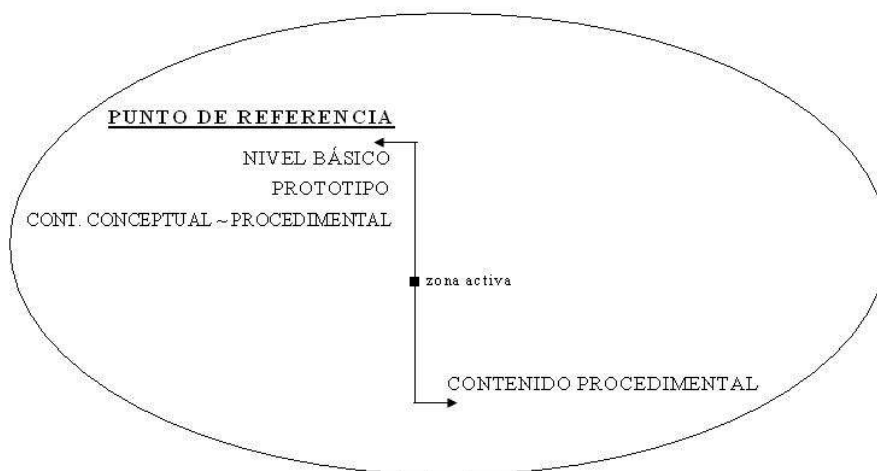 PUNTO DE REFERENCIA
NIVEL BÁSICO
PROTOTIPO
CONT. CONCEPTUAL ~ PROCEDIMENTAL
zona activa
CONTENIDO PROCEDIMENTAL